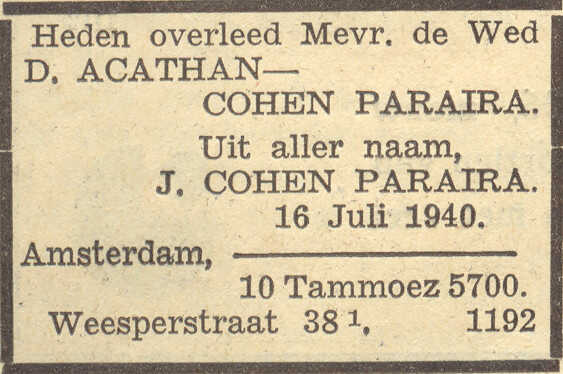 Heden overleed Mevr. de Wed
D. ACATHAN—
COHEN PARAIRA.
Uit aller naam,
J. COHEN PARAIRA.
16 Juli 1940.
Amsterdam, ————
10 Tammoez 5700.
Weesperstraat 38 ¹. 1192